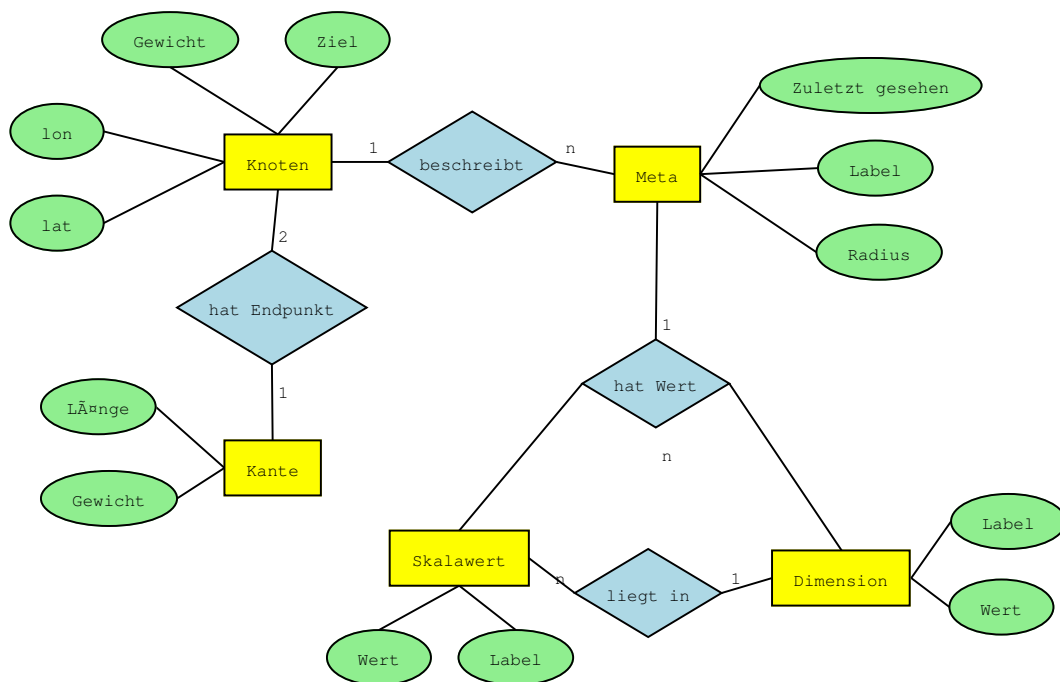 Gewicht
Ziel
Zuletzt gesehen
lon
1
n
Knoten
beschreibt
Meta
Label
lat
2
Radius
hat Endpunkt
1
hat Wert
1
LÃ¤nge
n
Kante
Gewicht
Label
Skalawert
n
1
Dimension
liegt in
Wert
Wert
Label